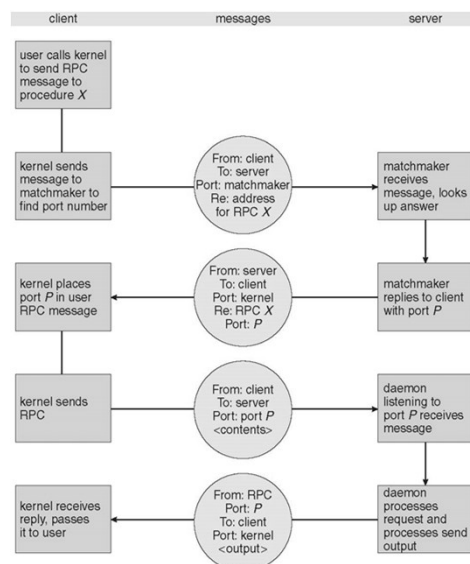 client messages server
user calls kernel
to send RPC
message to
procedure X
kernel sends
message to
matchmaker to
find port number
From: client
To: server
Port: matchmaker
Re: address
for RPC X
matchmaker
receives
message, looks
up answer
kernel places
port P in user
RPC message
From: server
To: client
Port: kernel
Re: RPC X
Port: P
matchmaker
replies to client
with port P
kernel sends
RPC
From: client
To: server
Port: port P
<contents>
daemon
listening to
port P receives
message
kernel receives
reply, passes
it to user
From: RPC
Port: P
To: client
Port: kernel
<output>
daemon
processes
request and
processes send
output